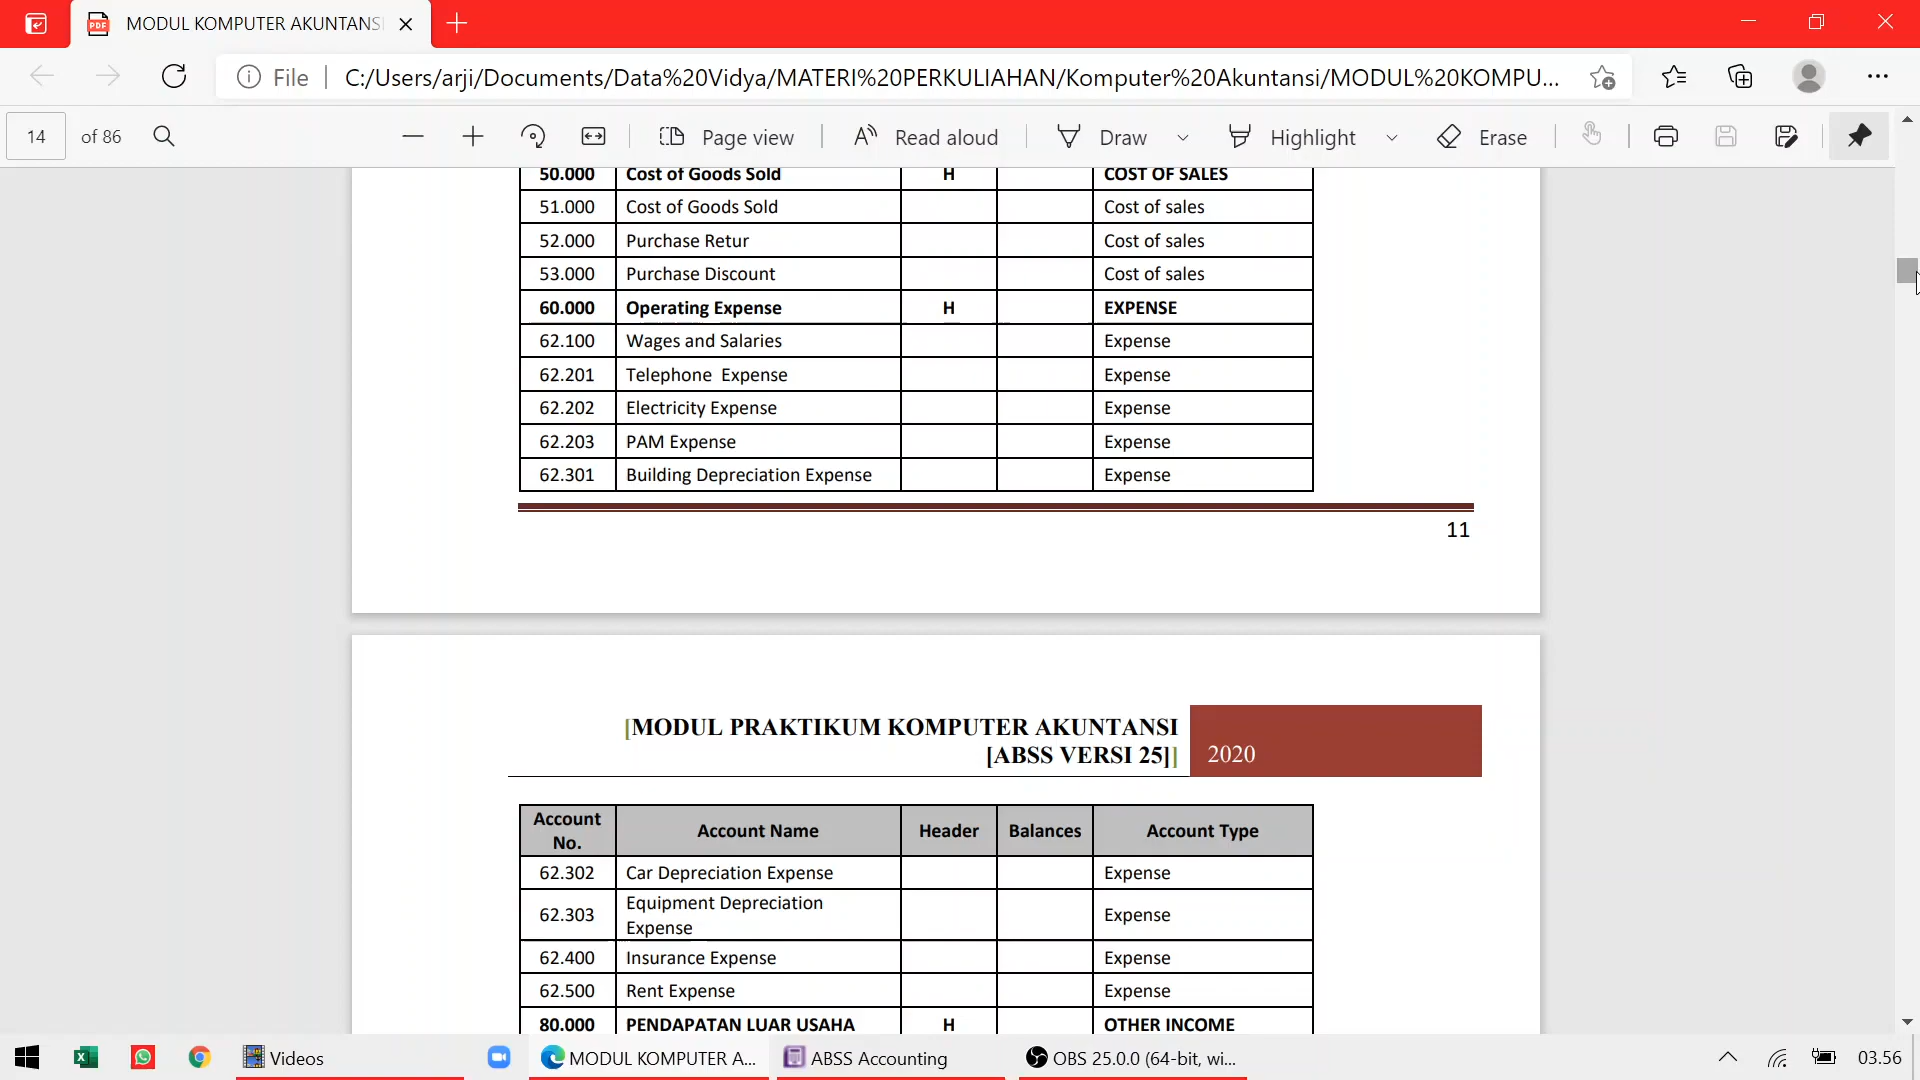 MODUL KOMPUTER AKUNTANS
File
C:/Users/arji/Documents/Data%20Vidya/MATERI%20PERKULIAHAN/Komputer%20Akuntansi/MODUL%20KOMPU...
14 of 86
Page view
Read aloud
Draw
Highlight
Erase
50.000 Cost of Goods Sold H COST OF SALES
51.000 Cost of Goods Sold Cost of sales
52.000 Purchase Retur Cost of sales
53.000 Purchase Discount Cost of sales
60.000 Operating Expense H EXPENSE
62.100 Wages and Salaries Expense
62.201 Telephone Expense Expense
62.202 Electricity Expense Expense
62.203 PAM Expense Expense
62.301 Building Depreciation Expense Expense
11
[MODUL PRAKTIKUM KOMPUTER AKUNTANSI
[ABSS VERSI 25]]
2020
Account No. Account Name Header Balances Account Type
62.302 Car Depreciation Expense Expense
62.303 Equipment Depreciation Expense Expense
62.400 Insurance Expense Expense
62.500 Rent Expense Expense
80.000 PENDAPATAN LUAR USAHA H OTHER INCOME
Videos
MODUL KOMPUTER A...
ABSS Accounting
OBS 25.0.0 (64-bit, wi...
03.56